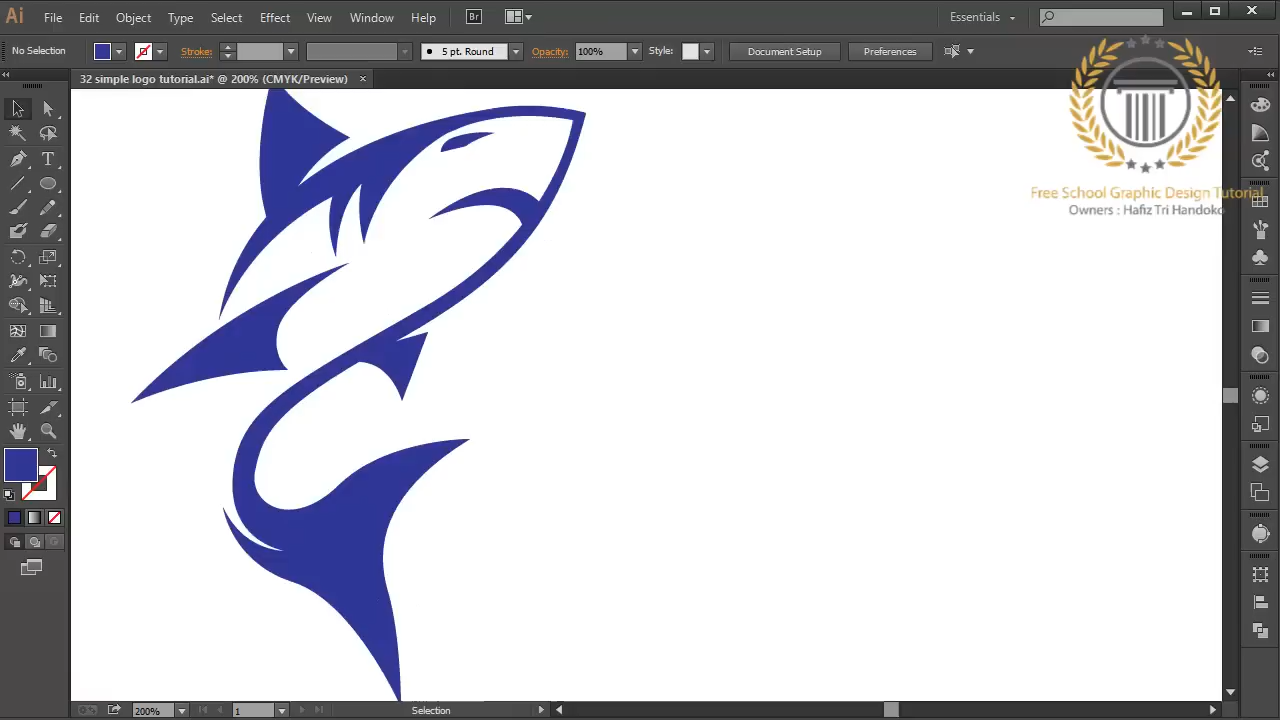 Ai File Edit Object Type Select Effect View Window Help Br Essentials
No Selection Stroke: 5 pt. Round Opacity: 100% Style: Document Setup Preferences
32 simple logo tutorial.ai* @ 200% (CMYK/Preview)
Free School Graphic Design Tutorial
Owners : Hafiz Tri Handoko
200% 1 Selection